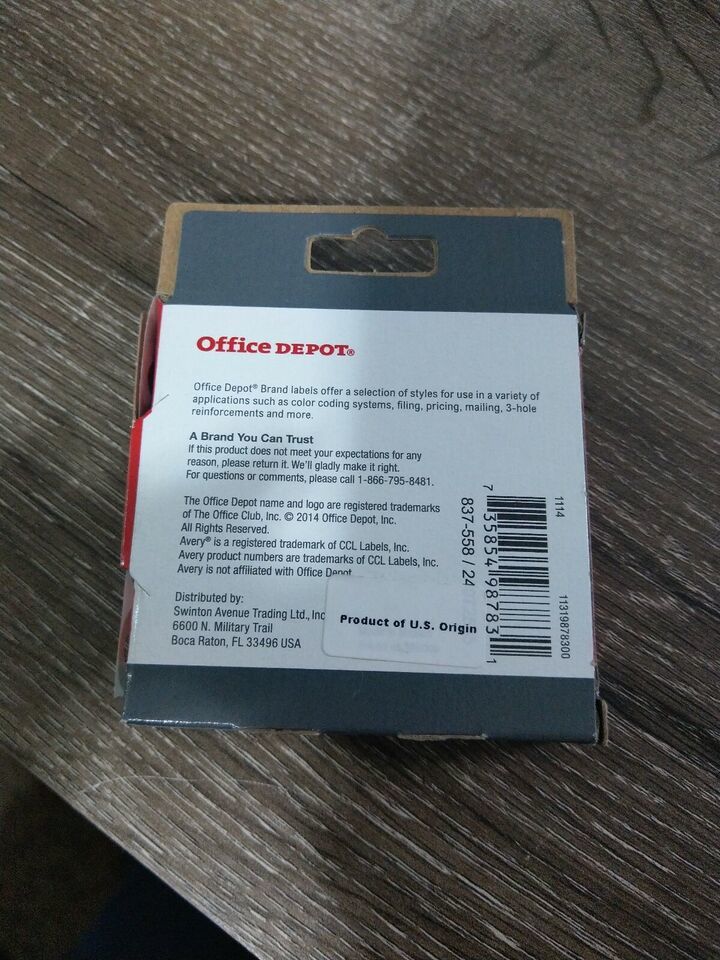 Office DEPOT®
Office Depot® Brand labels offer a selection of styles for use in a variety of
applications such as color coding systems, filing, pricing, mailing, 3-hole
reinforcements and more.
A Brand You Can Trust
If this product does not meet your expectations for any
reason, please return it. We'll gladly make it right.
For questions or comments, please call 1-866-795-8481.
The Office Depot name and logo are registered trademarks
of The Office Club, Inc. © 2014 Office Depot, Inc.
All Rights Reserved.
Avery® is a registered trademark of CCL Labels, Inc.
Avery product numbers are trademarks of CCL Labels, Inc.
Avery is not affiliated with Office Depot
Distributed by:
Swinton Avenue Trading Ltd., Inc
6600 N. Military Trail
Boca Raton, FL 33496 USA
Product of U.S. Origin
837-558 / 24
7 35854 98783 1
1114
11319878300